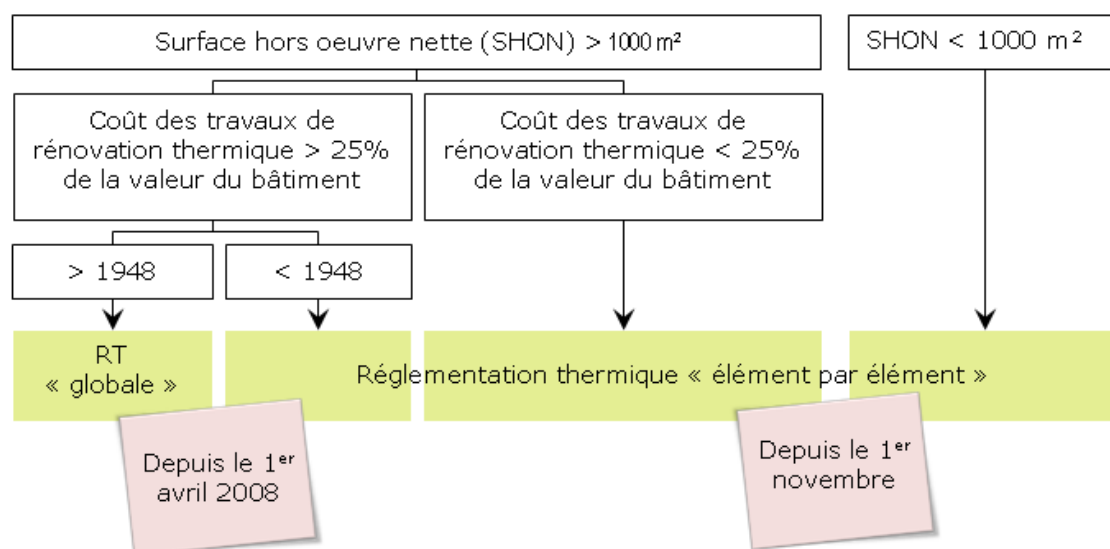 Surface hors oeuvre nette (SHON) > 1000 m²
SHON < 1000 m²
Coût des travaux de
rénovation thermique > 25%
de la valeur du bâtiment
Coût des travaux de
rénovation thermique < 25%
de la valeur du bâtiment
> 1948
< 1948
RT
« globale »
Réglementation thermique « élément par élément »
Depuis le 1er
avril 2008
Depuis le 1er
novembre